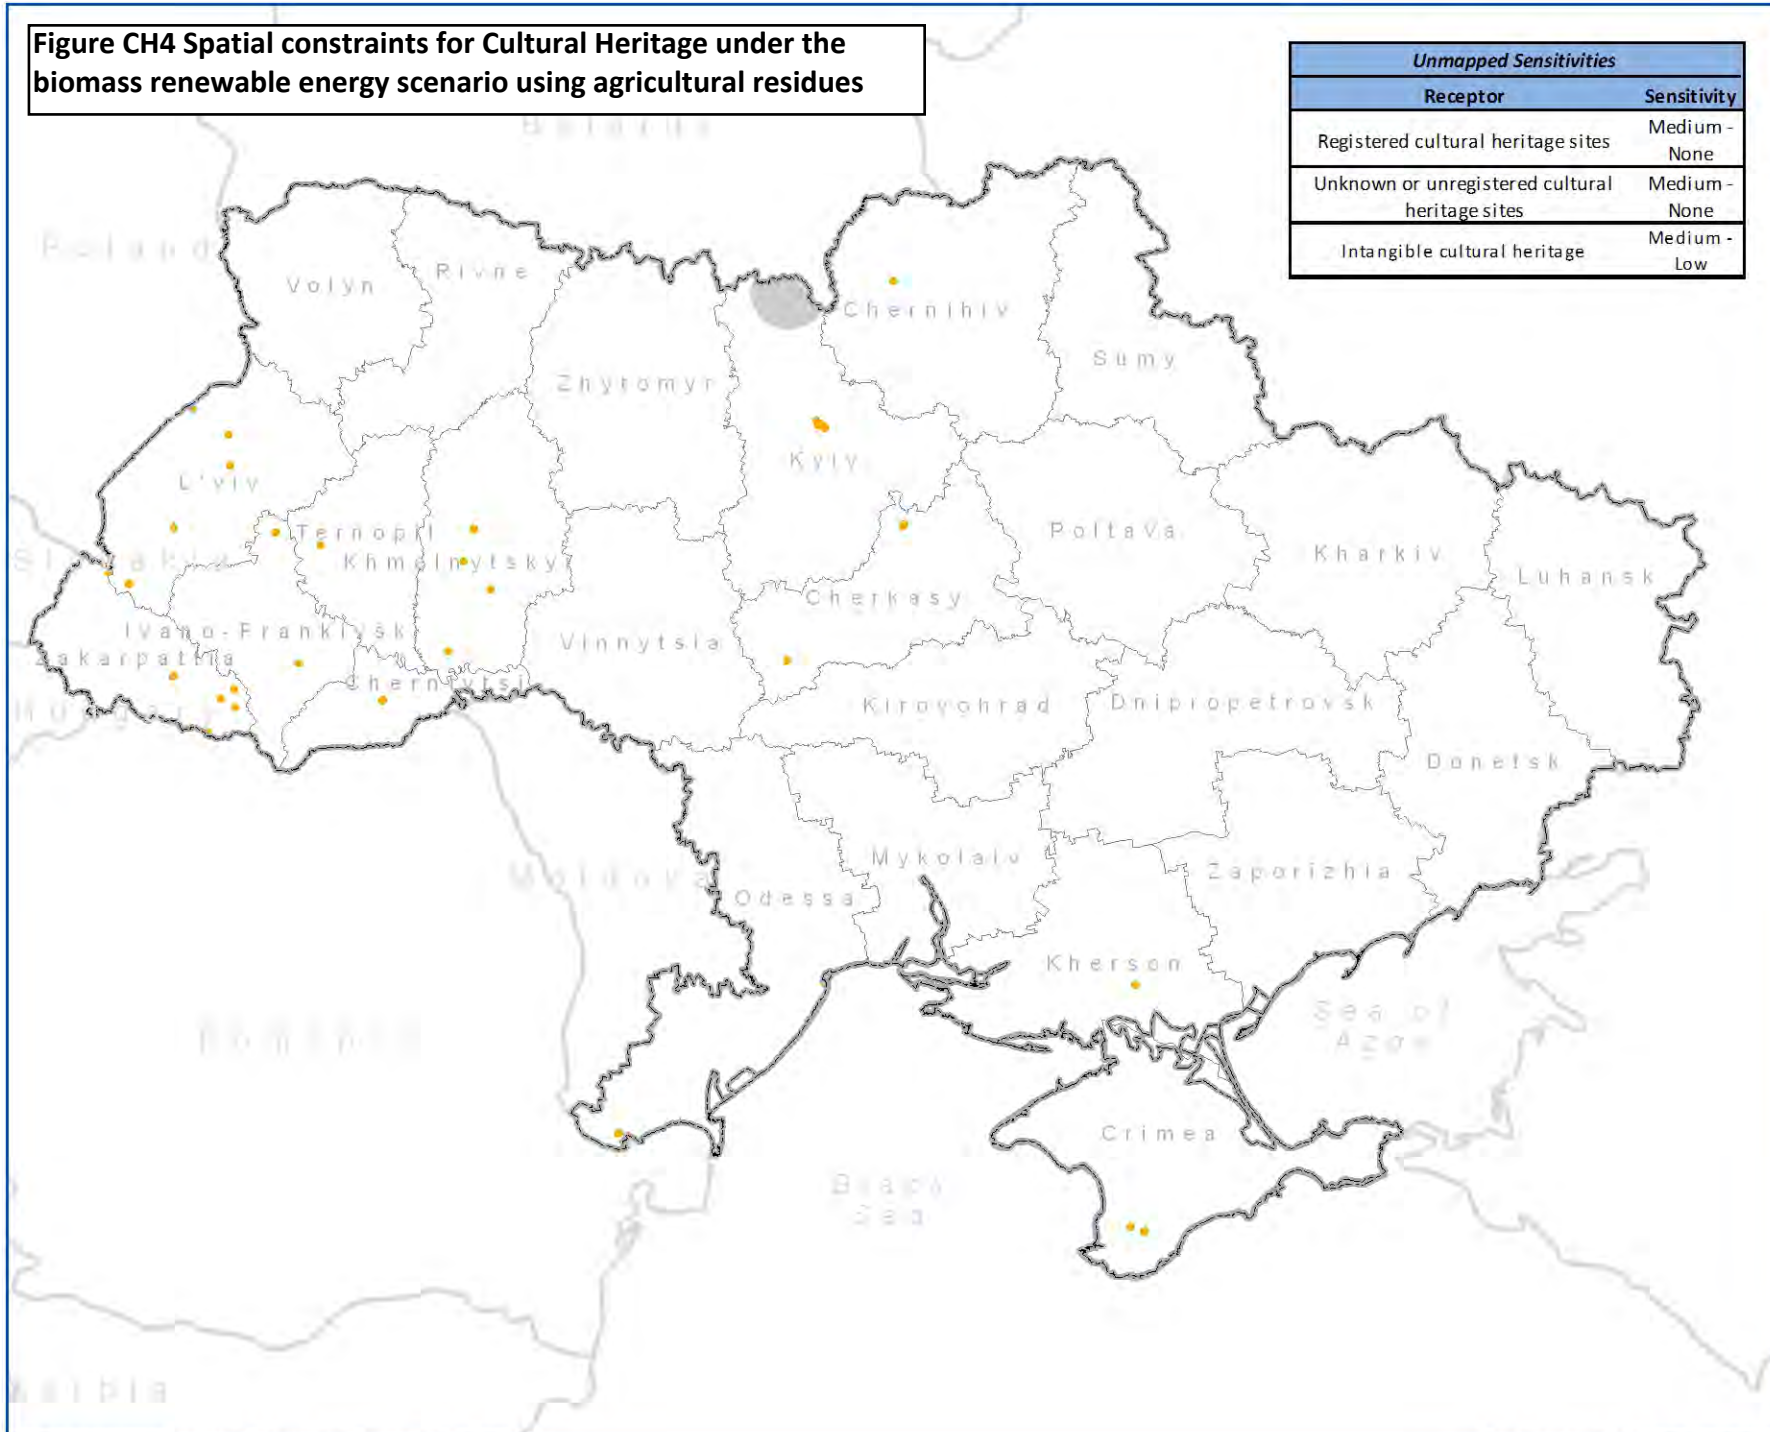 Figure CH4 Spatial constraints for Cultural Heritage under the
biomass renewable energy scenario using agricultural residues
Unmapped Sensitivities
Receptor Sensitivity
Registered cultural heritage sites Medium -
None
Unknown or unregistered cultural Medium -
heritage sites None
Intangible cultural heritage Medium -
Low
Belarus
Poland
Volyn
Rivne
Chernihiv
Sumy
Zhytomyr
Kyiv
L'viv
Ternopil
Poltava
Kharkiv
Slovakia
Khmelnytskyi
Luhansk
Cherkasy
Ivano-Frankivsk
Vinnytsia
Zakarpattia
Chernivtsi
Hungary
Kirovohrad
Dnipropetrovsk
Donetsk
Mykolaiv
Zaporizhia
Moldova
Odessa
Kherson
Romania
Sea of
Azov
Crimea
Black
Sea